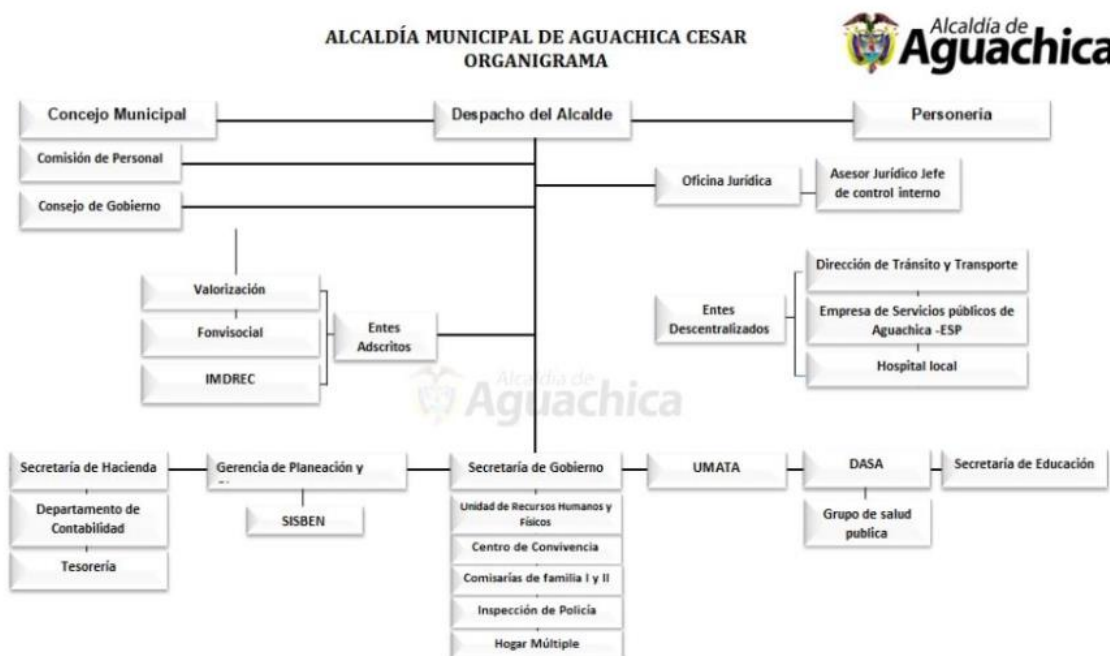 ALCALDÍA MUNICIPAL DE AGUACHICA CESAR
ORGANIGRAMA
Alcaldía de
Aguachica
Concejo Municipal
Despacho del Alcalde
Personeria
Comisión de Personal
Oficina Jurídica
Asesor Jurídico Jefe
de control interno
Consejo de Gobierno
Valorización
Fonvisocial
IMDREC
Entes
Adscritos
Entes
Descentralizados
Dirección de Tránsito y Transporte
Empresa de Servicios públicos de
Aguachica -ESP
Hospital local
Alcaldía de
Aguachica
Secretaría de Hacienda
Gerencia de Planeación y
Secretaría de Gobierno
UMATA
DASA
Secretaría de Educación
Departamento de
Contabilidad
Tesorería
SISBEN
Unidad de Recursos Humanos y
Físicos
Centro de Convivencia
Comisarías de familia I y II
Inspección de Policía
Hogar Múltiple
Grupo de salud
publica